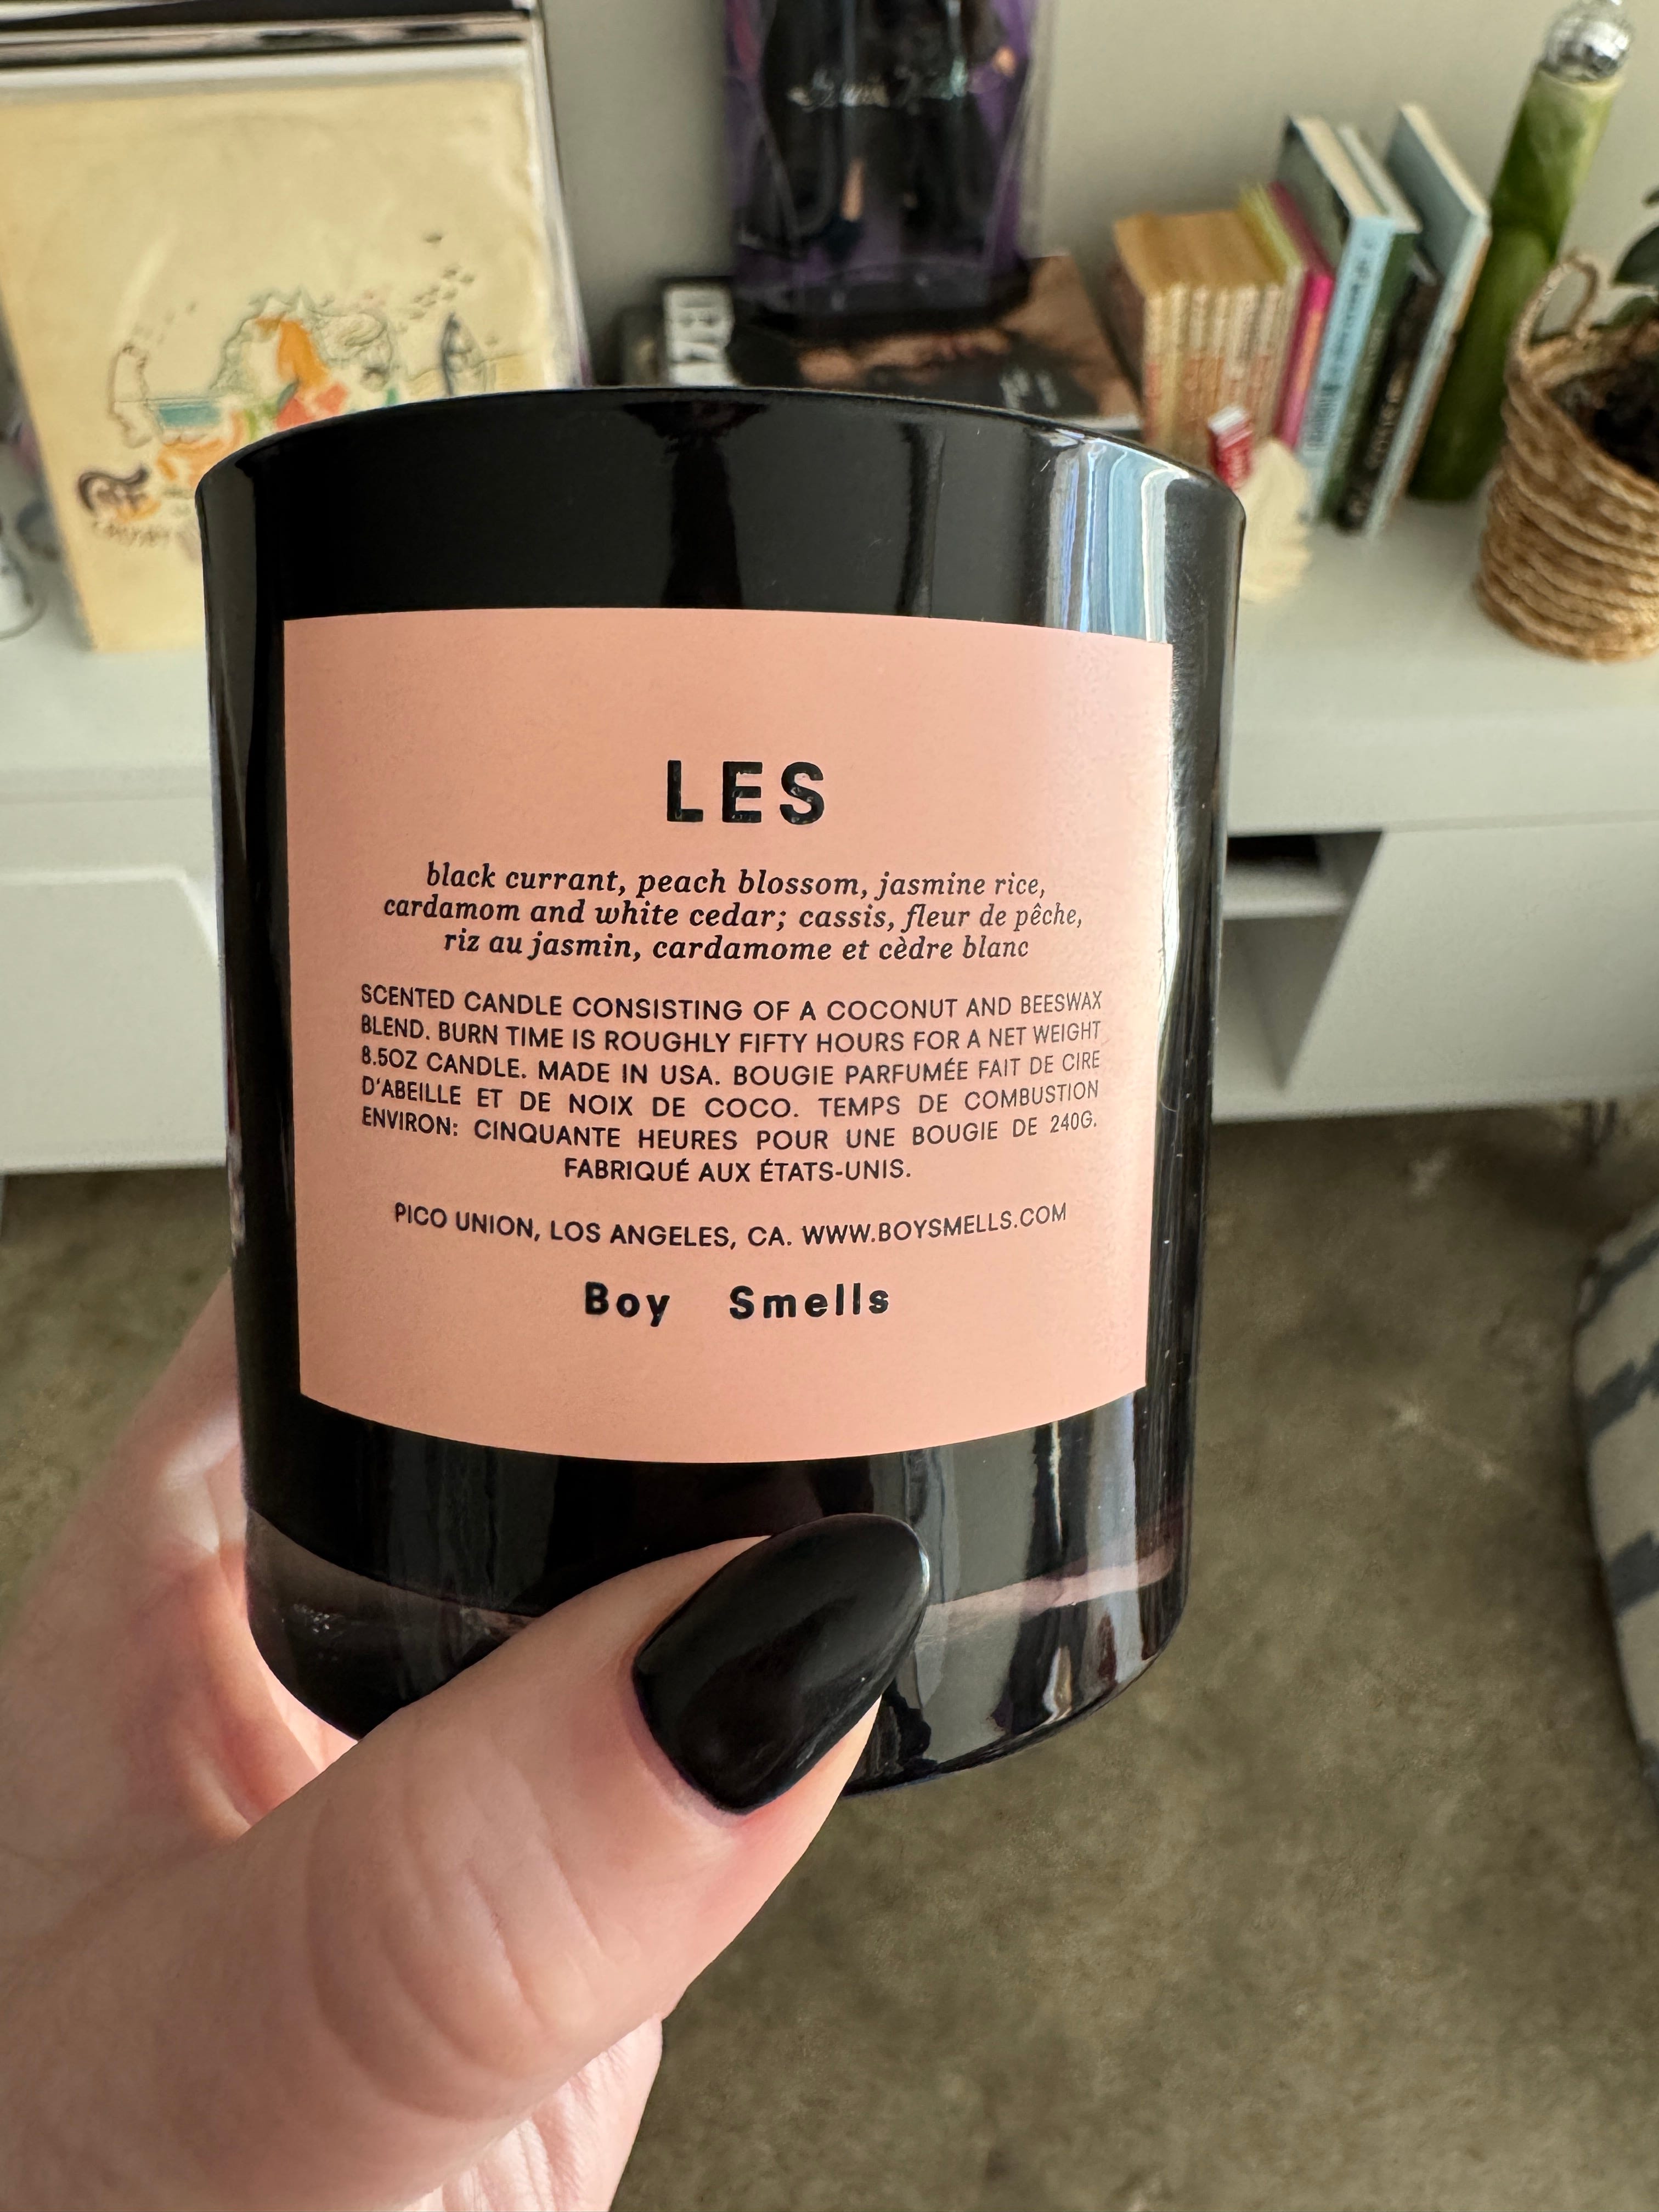 LES
black currant, peach blossom, jasmine rice,
cardamom and white cedar; cassis, fleur de pêche,
riz au jasmin, cardamome et cèdre blanc
SCENTED CANDLE CONSISTING OF A COCONUT AND BEESWAX
BLEND. BURN TIME IS ROUGHLY FIFTY HOURS FOR A NET WEIGHT
8.5OZ CANDLE. MADE IN USA. BOUGIE PARFUMÉE FAIT DE CIRE
D'ABEILLE ET DE NOIX DE COCO. TEMPS DE COMBUSTION
ENVIRON: CINQUANTE HEURES POUR UNE BOUGIE DE 240G.
FABRIQUÉ AUX ÉTATS-UNIS.
PICO UNION, LOS ANGELES, CA. WWW.BOYSMELLS.COM
Boy Smells